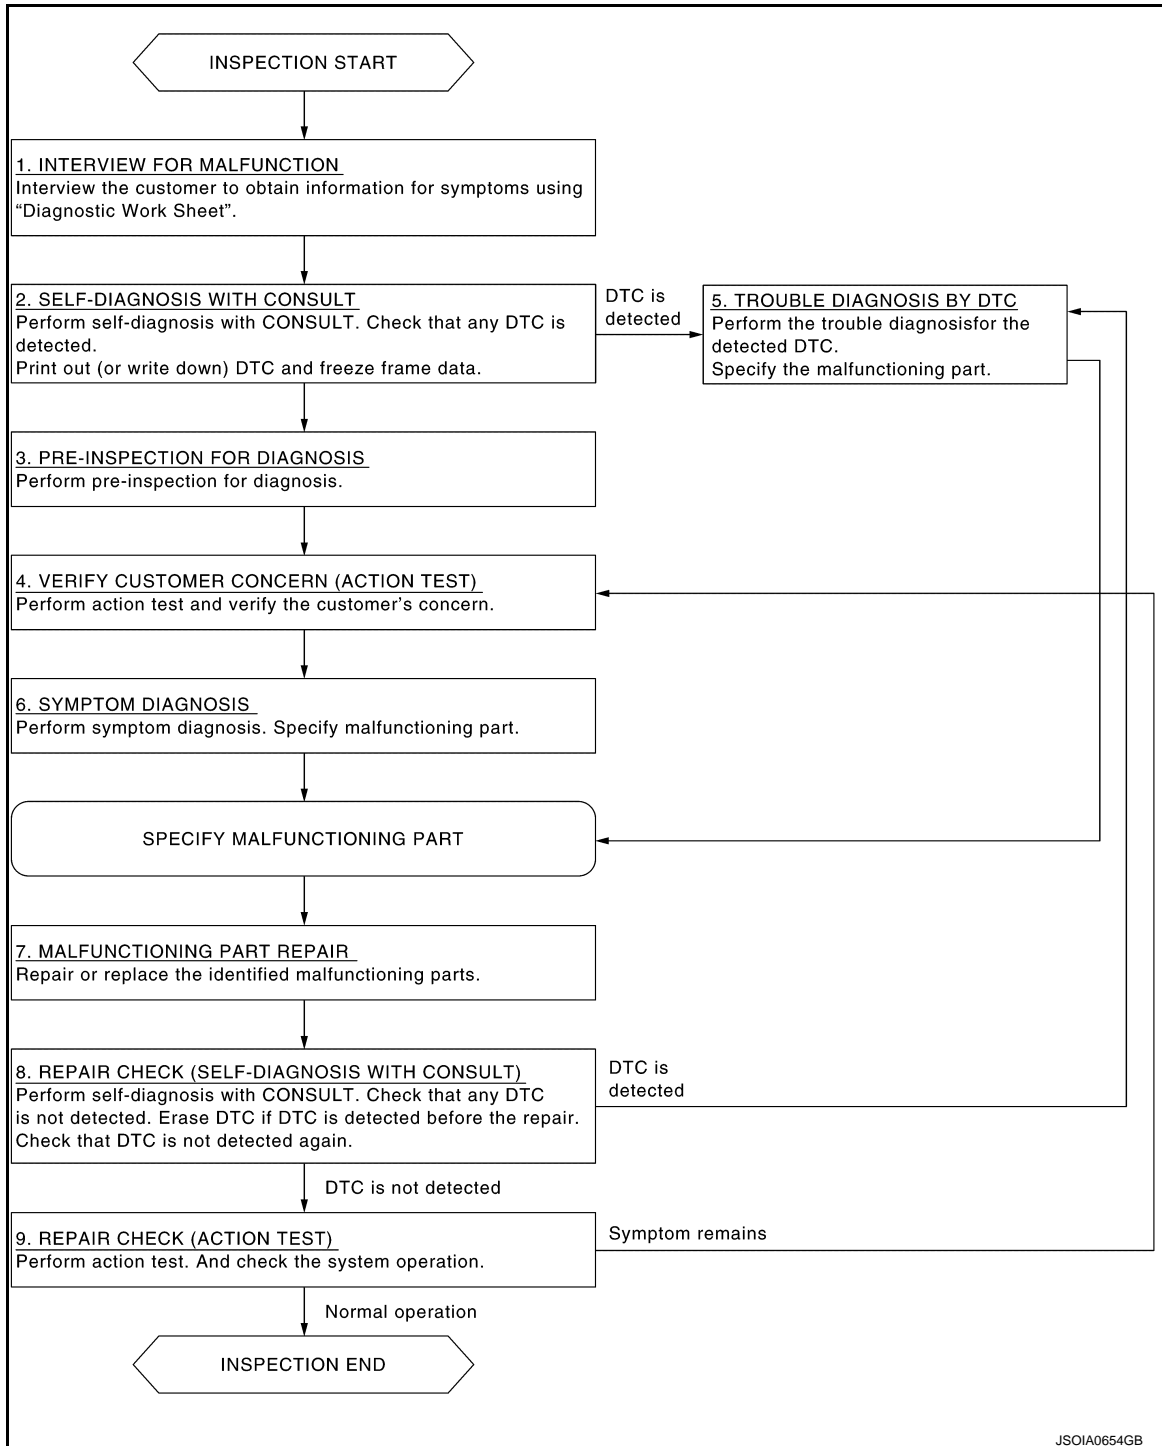 INSPECTION START
1. INTERVIEW FOR MALFUNCTION
Interview the customer to obtain information for symptoms using
“Diagnostic Work Sheet”.
2. SELF-DIAGNOSIS WITH CONSULT
Perform self-diagnosis with CONSULT. Check that any DTC is
detected.
Print out (or write down) DTC and freeze frame data.
DTC is
detected
5. TROUBLE DIAGNOSIS BY DTC
Perform the trouble diagnosisfor the
detected DTC.
Specify the malfunctioning part.
3. PRE-INSPECTION FOR DIAGNOSIS
Perform pre-inspection for diagnosis.
4. VERIFY CUSTOMER CONCERN (ACTION TEST)
Perform action test and verify the customer’s concern.
6. SYMPTOM DIAGNOSIS
Perform symptom diagnosis. Specify malfunctioning part.
SPECIFY MALFUNCTIONING PART
7. MALFUNCTIONING PART REPAIR
Repair or replace the identified malfunctioning parts.
8. REPAIR CHECK (SELF-DIAGNOSIS WITH CONSULT)
Perform self-diagnosis with CONSULT. Check that any DTC
is not detected. Erase DTC if DTC is detected before the repair.
Check that DTC is not detected again.
DTC is
detected
DTC is not detected
9. REPAIR CHECK (ACTION TEST)
Perform action test. And check the system operation.
Symptom remains
Normal operation
INSPECTION END
JSOIA0654GB